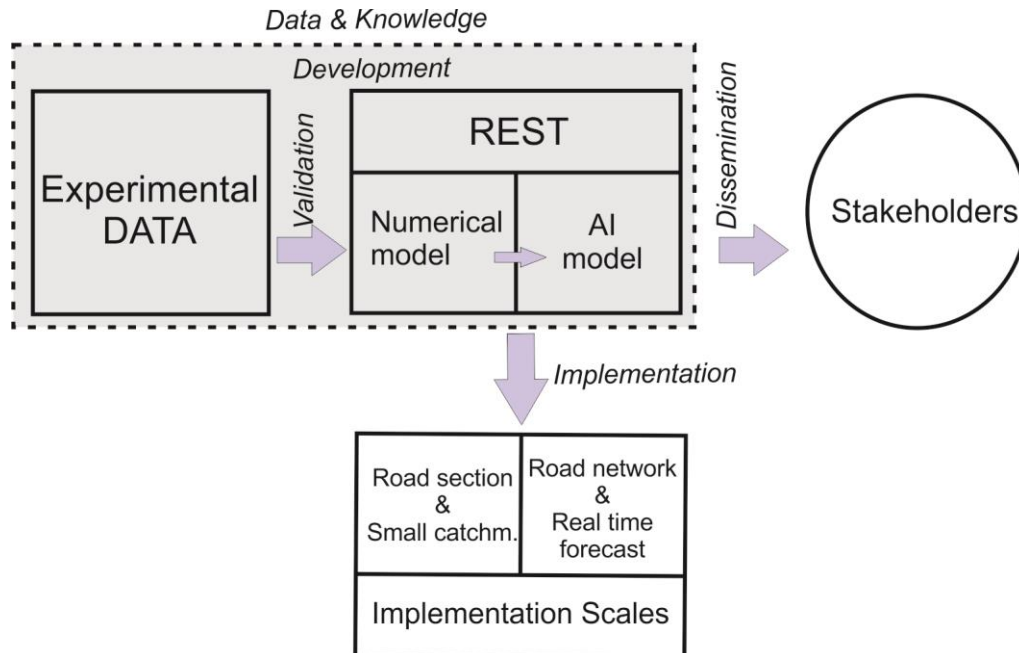 Data & Knowledge
Development
Experimental
DATA
Validation
REST
Numerical
model
AI
model
Dissemination
Stakeholders
Implementation
Road section
&
Small catchm.
Road network
&
Real time
forecast
Implementation Scales